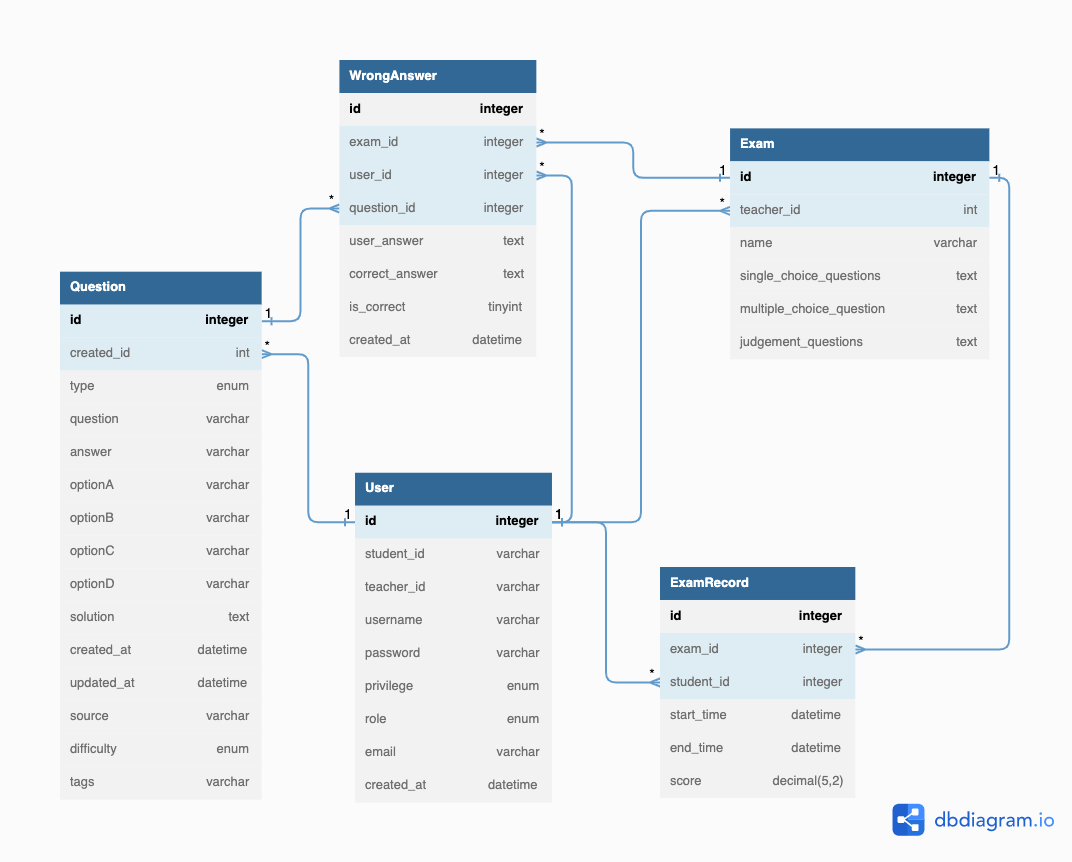 WrongAnswer
id integer
exam_id integer
user_id integer
question_id integer
user_answer text
correct_answer text
is_correct tinyint
created_at datetime
* 
*
*
Exam
id integer
teacher_id int
name varchar
single_choice_questions text
multiple_choice_question text
judgement_questions text
1
1
*
Question
id integer
created_id int
type enum
question varchar
answer varchar
optionA varchar
optionB varchar
optionC varchar
optionD varchar
solution text
created_at datetime
updated_at datetime
source varchar
difficulty enum
tags varchar
1
*
User
id integer
student_id varchar
teacher_id varchar
username varchar
password varchar
privilege enum
role enum
email varchar
created_at datetime
1
1
ExamRecord
id integer
exam_id integer
student_id integer
start_time datetime
end_time datetime
score decimal(5,2)
*
*
dbdiagram.io